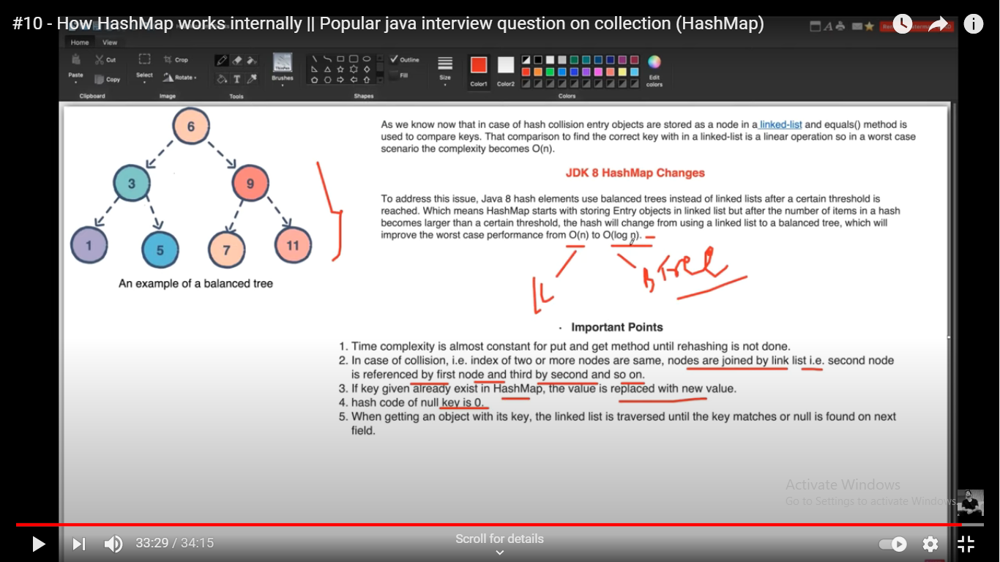 #10 - How HashMap works internally || Popular java interview question on collection (HashMap)
Home View
Cut
Copy
Paste
Clipboard
Select
Crop
Rotate
Image
Tools
Brushes
Shapes
Outline
Fill
Size
Color1
Color2
Edit
colors
Colors
6
3
9
1
5
7
11
An example of a balanced tree
As we know now that in case of hash collision entry objects are stored as a node in a linked-list and equals() method is
used to compare keys. That comparison to find the correct key with in a linked-list is a linear operation so in a worst case
scenario the complexity becomes O(n).
JDK 8 HashMap Changes
To address this issue, Java 8 hash elements use balanced trees instead of linked lists after a certain threshold is
reached. Which means HashMap starts with storing Entry objects in linked list but after the number of items in a hash
becomes larger than a certain threshold, the hash will change from using a linked list to a balanced tree, which will
improve the worst case performance from O(n) to O(log n).
LL
B Tree
Important Points
1. Time complexity is almost constant for put and get method until rehashing is not done.
2. In case of collision, i.e. index of two or more nodes are same, nodes are joined by link list i.e. second node
is referenced by first node and third by second and so on.
3. If key given already exist in HashMap, the value is replaced with new value.
4. hash code of null key is 0.
5. When getting an object with its key, the linked list is traversed until the key matches or null is found on next
field.
Activate Windows
Go to Settings to activate Windows.
33:29 / 34:15
Scroll for details